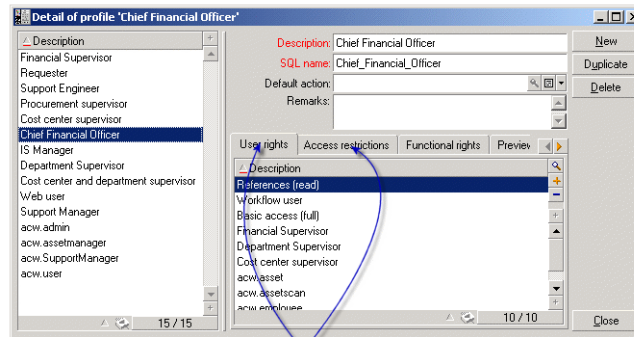 Detail of profile 'Chief Financial Officer'
Description
Financial Supervisor
Requester
Support Engineer
Procurement supervisor
Cost center supervisor
Chief Financial Officer
IS Manager
Department Supervisor
Cost center and department supervisor
Web user
Support Manager
acw.admin
acw.assetmanager
acw.SupportManager
acw.user
15 / 15
Description: Chief Financial Officer
SQL name: Chief_Financial_Officer
Default action:
Remarks:
User rights Access restrictions Functional rights Preview
Description
References (read)
Workflow user
Basic access (full)
Financial Supervisor
Department Supervisor
Cost center supervisor
acw.asset
acw.assetscan
acw.employee
10 / 10
New
Duplicate
Delete
Close